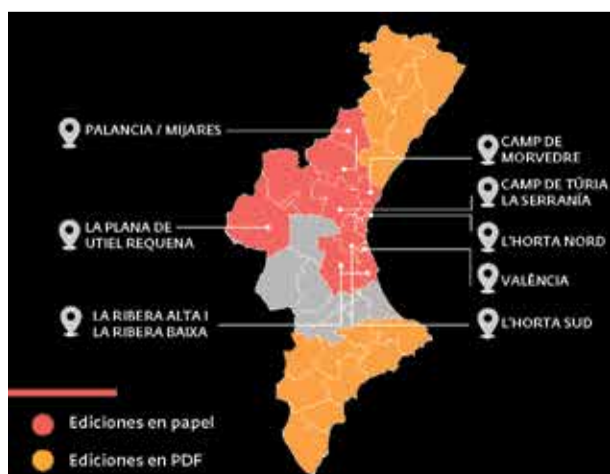 PALANCIA / MIJARES
LA PLANA DE
UTIEL REQUENA
LA RIBERA ALTA I
LA RIBERA BAIXA
CAMP DE
MORVEDRE
CAMP DE TÚRIA
LA SERRANÍA
L'HORTA NORD
VALÈNCIA
L'HORTA SUD
Ediciones en papel
Ediciones en PDF